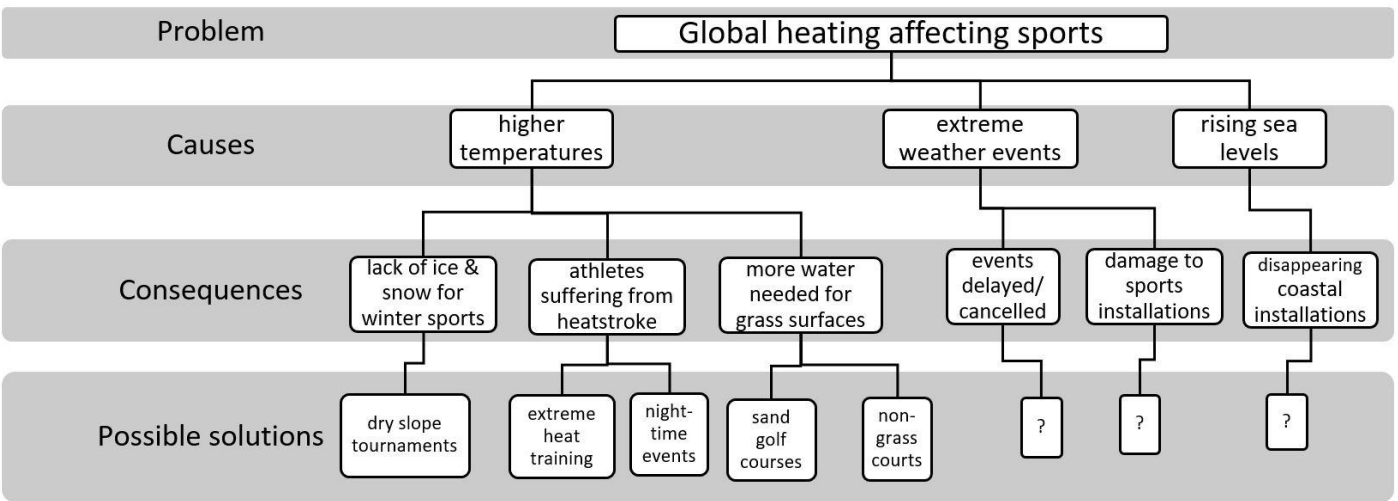 Problem
Global heating affecting sports
Causes
higher
temperatures
extreme
weather events
rising sea
levels
Consequences
lack of ice &
snow for
winter sports
athletes
suffering from
heatstroke
more water
needed for
grass surfaces
events
delayed/
cancelled
damage to
sports
installations
disappearing
coastal
installations
Possible solutions
dry slope
tournaments
extreme
heat
training
night-
time
events
sand
golf
courses
non-
grass
courts
?
?
?